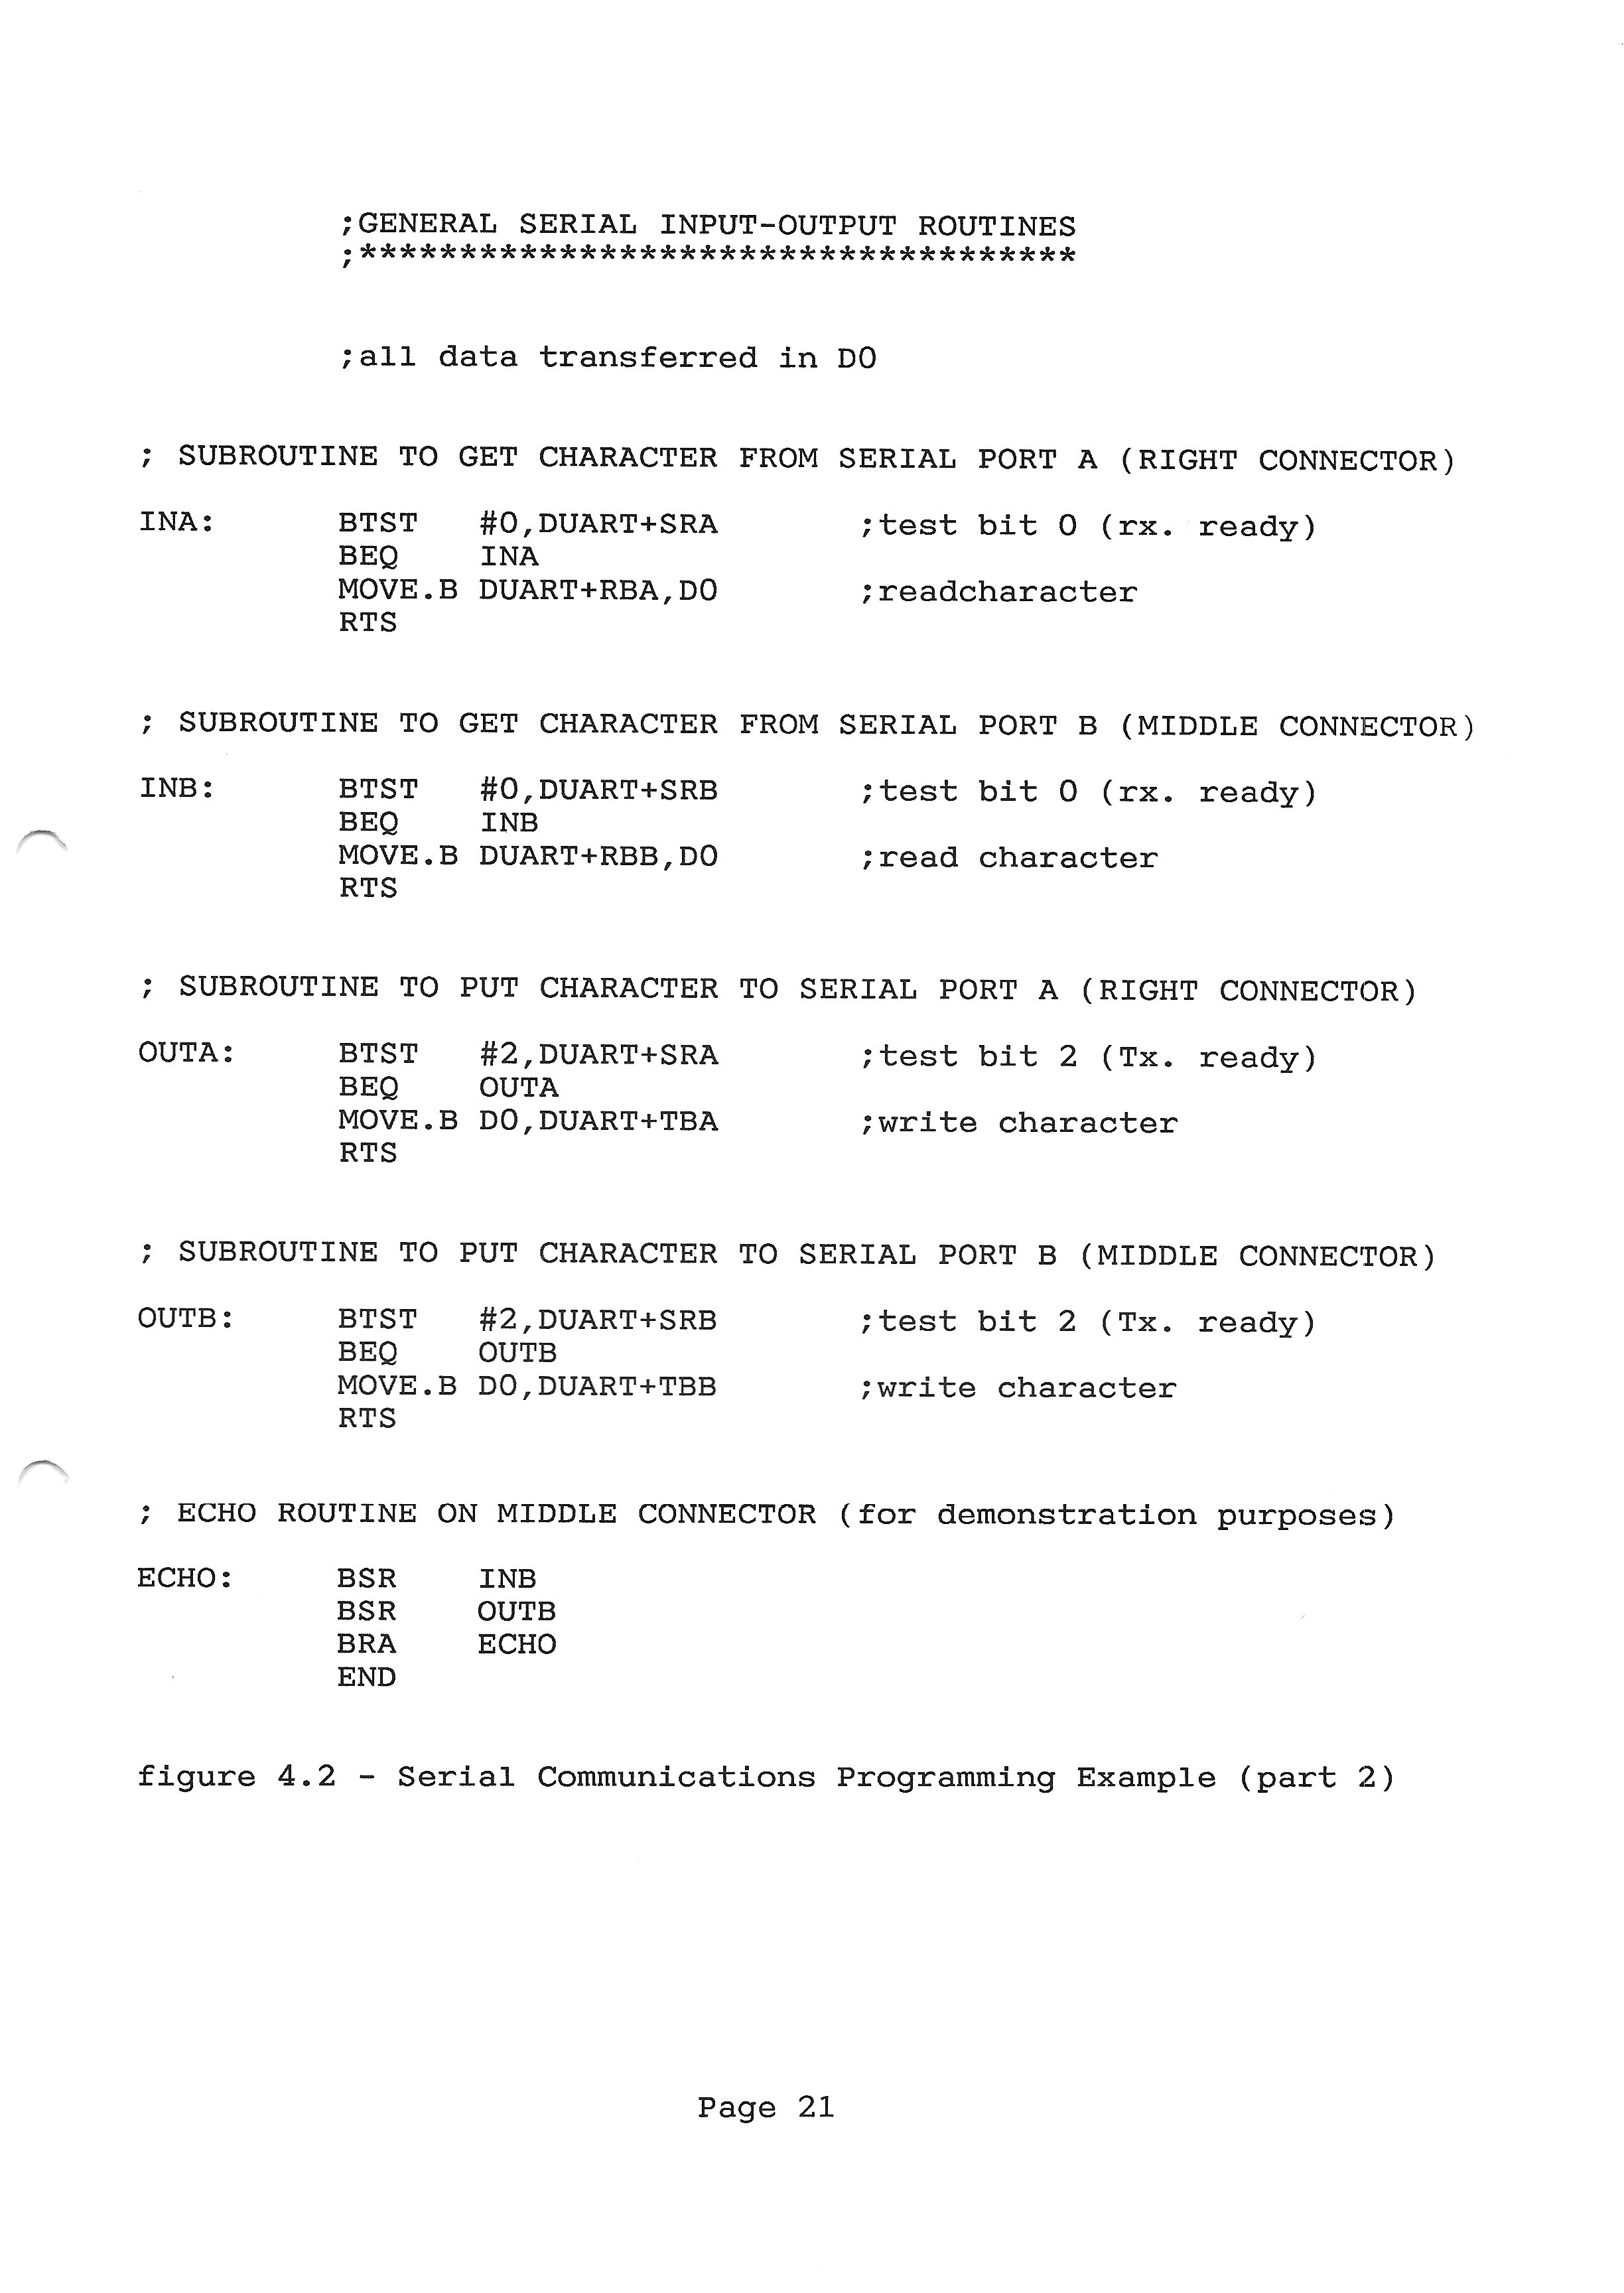 ;GENERAL SERIAL INPUT-OUTPUT ROUTINES
;************************************
;all data transferred in D0
; SUBROUTINE TO GET CHARACTER FROM SERIAL PORT A (RIGHT CONNECTOR)
INA: BTST #0,DUART+SRA ;test bit 0 (rx. ready)
BEQ INA
MOVE.B DUART+RBA,D0 ;readcharacter
RTS
; SUBROUTINE TO GET CHARACTER FROM SERIAL PORT B (MIDDLE CONNECTOR)
INB: BTST #0,DUART+SRB ;test bit 0 (rx. ready)
BEQ INB
MOVE.B DUART+RBB,D0 ;read character
RTS
; SUBROUTINE TO PUT CHARACTER TO SERIAL PORT A (RIGHT CONNECTOR)
OUTA: BTST #2,DUART+SRA ;test bit 2 (Tx. ready)
BEQ OUTA
MOVE.B D0,DUART+TBA ;write character
RTS
; SUBROUTINE TO PUT CHARACTER TO SERIAL PORT B (MIDDLE CONNECTOR)
OUTB: BTST #2,DUART+SRB ;test bit 2 (Tx. ready)
BEQ OUTB
MOVE.B D0,DUART+TBB ;write character
RTS
; ECHO ROUTINE ON MIDDLE CONNECTOR (for demonstration purposes)
ECHO: BSR INB
BSR OUTB
BRA ECHO
END
figure 4.2 - Serial Communications Programming Example (part 2)
Page 21